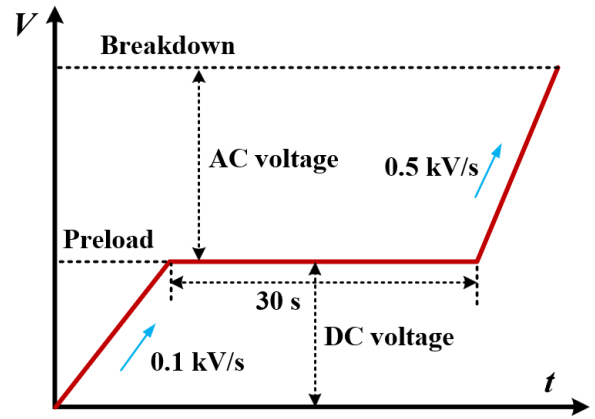 V
Breakdown
AC voltage
0.5 kV/s
Preload
30 s
DC voltage
0.1 kV/s
t